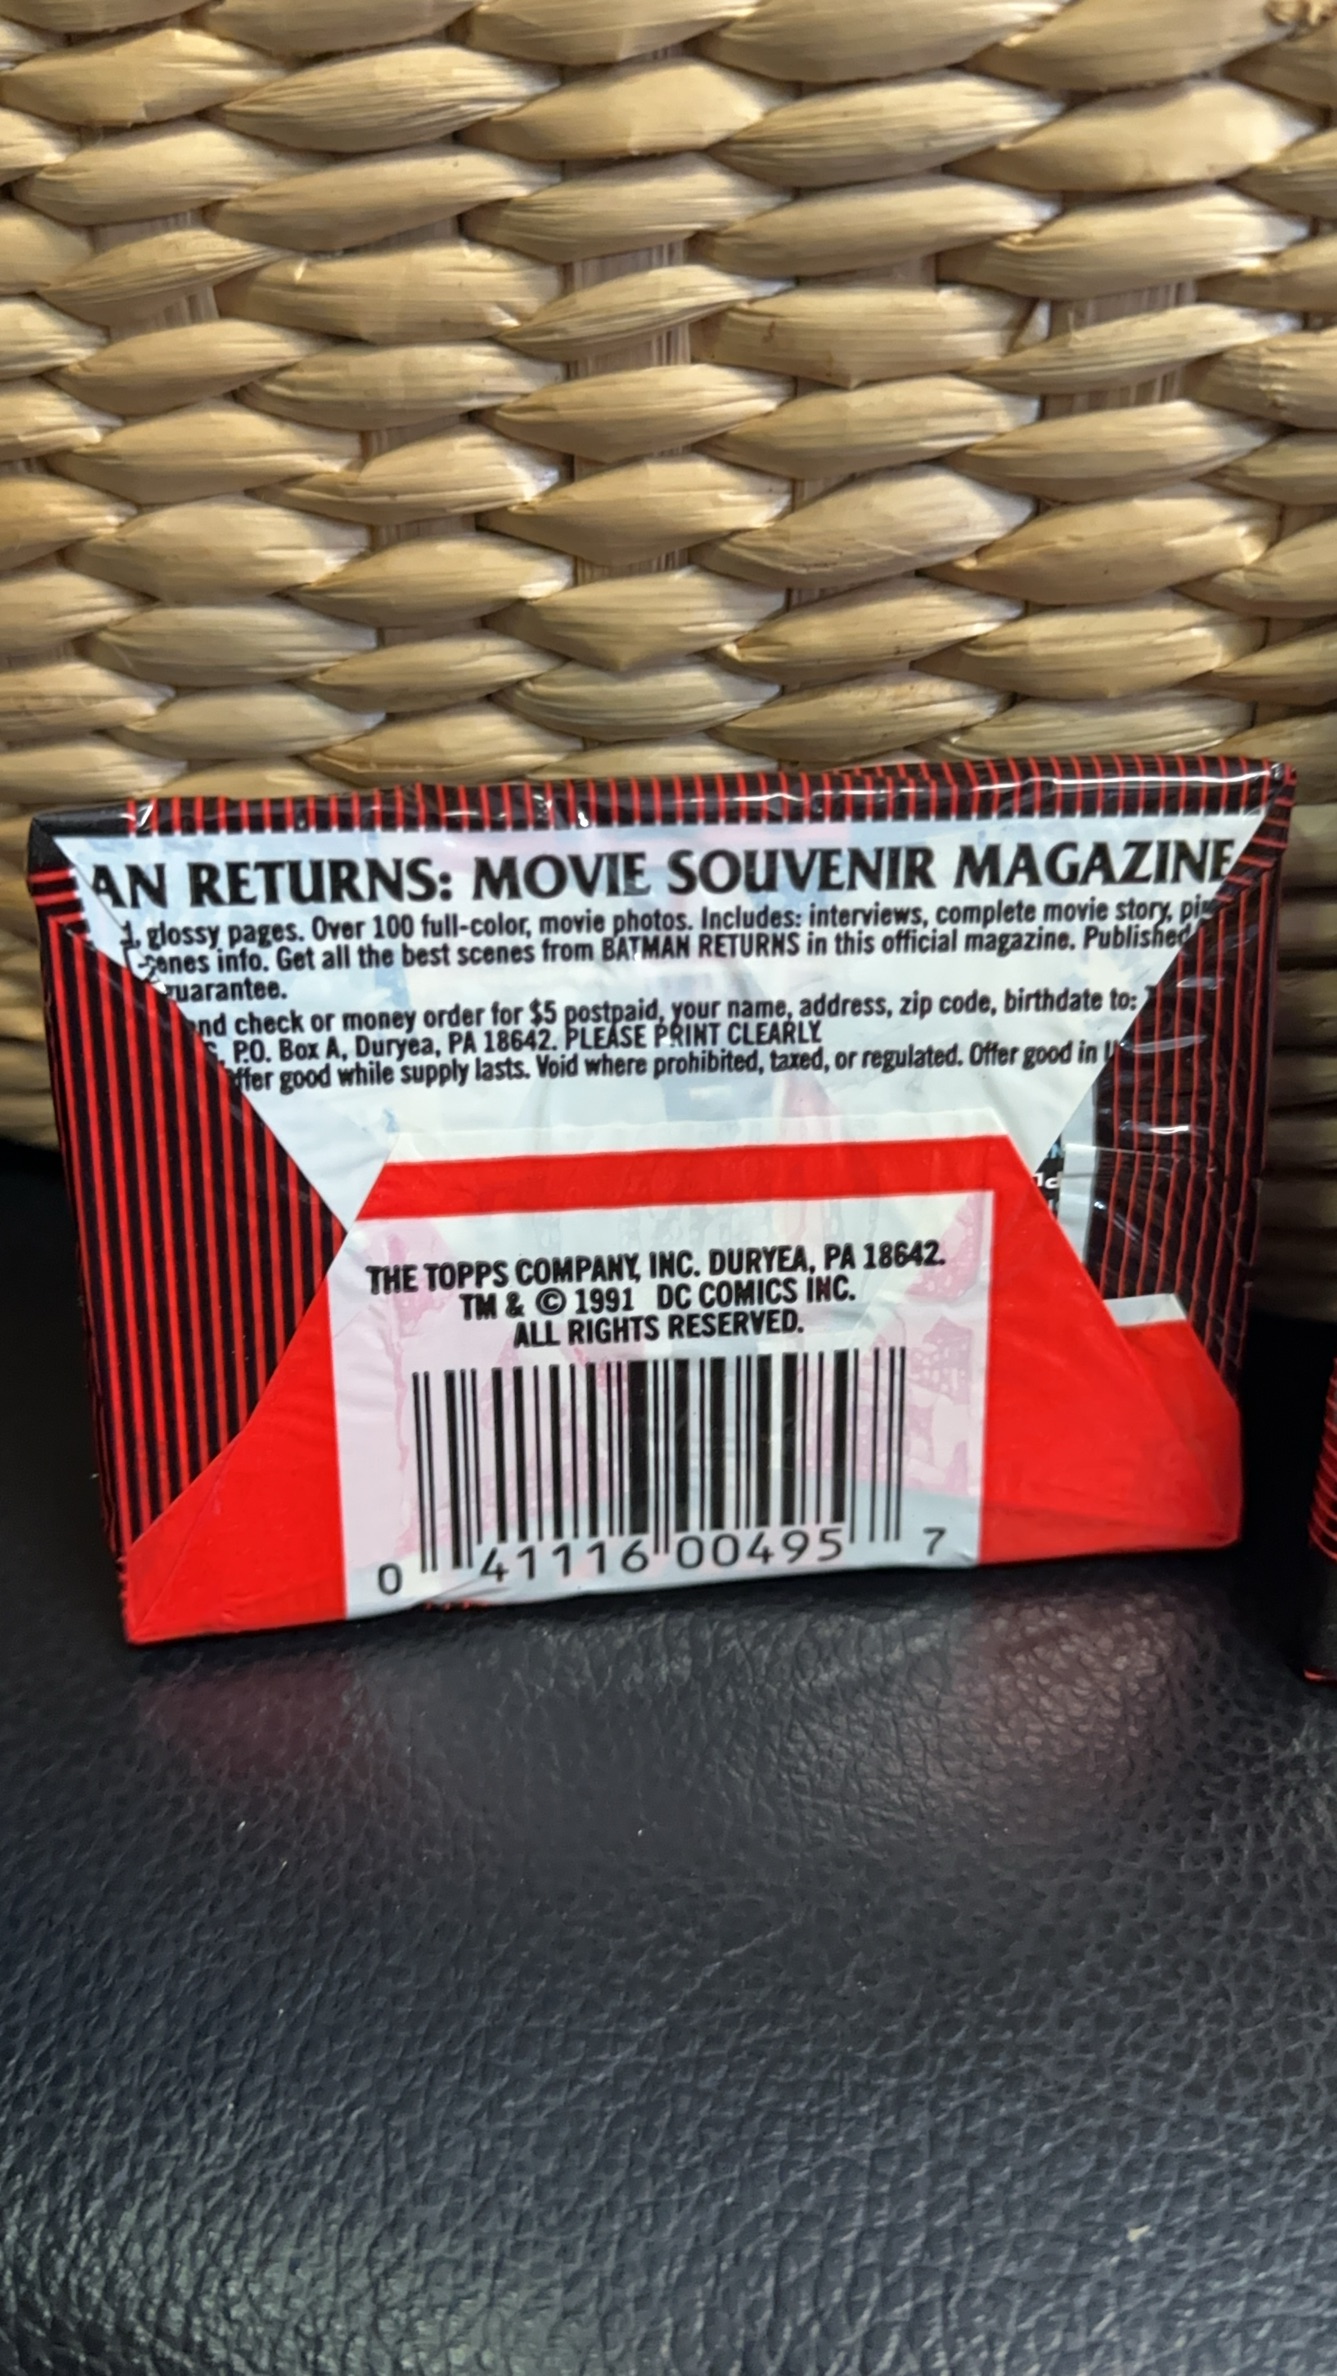 AN RETURNS: MOVIE SOUVENIR MAGAZINE
glossy pages. Over 100 full-color, movie photos. Includes: interviews, complete movie story,
info. Get all the best scenes from BATMAN RETURNS in this official magazine. Published
uarantee.
nd check or money order for $5 postpaid, your name, address, zip code, birthdate to:
P.O. Box A, Duryea, PA 18642. PLEASE PRINT CLEARLY
ffer good while supply lasts. Void where prohibited, taxed, or regulated. Offer good in
THE TOPPS COMPANY, INC. DURYEA, PA 18642.
TM & © 1991 DC COMICS INC.
ALL RIGHTS RESERVED.
0 41116 00495 7